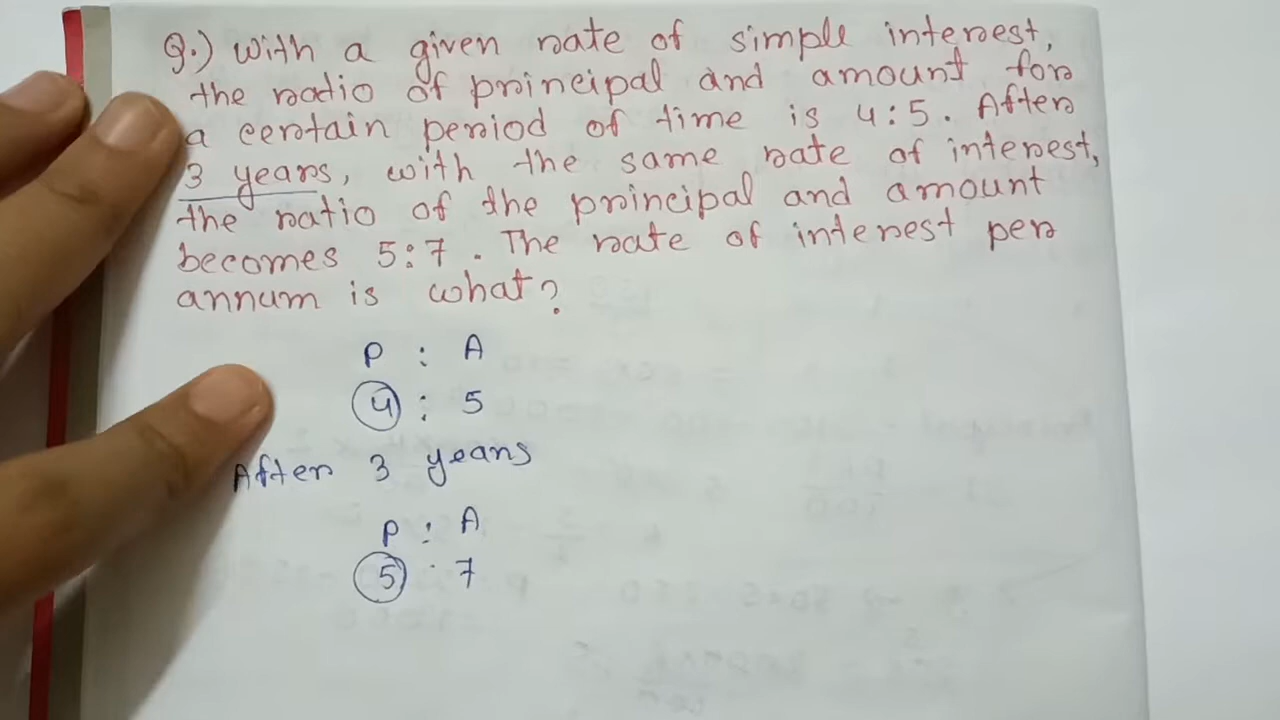 Q.) With a given rate of simple interest,
the ratio of principal and amount for
a certain period of time is 4:5. After
3 years, with the same rate of interest,
the ratio of the principal and amount
becomes 5:7. The rate of interest per
annum is what?
P : A
4 : 5
After 3 years
P : A
5 : 7